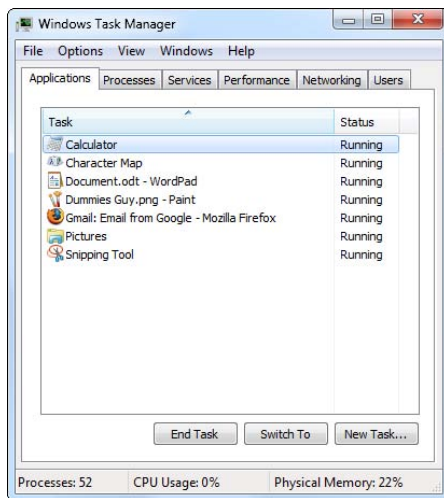 Windows Task Manager
File Options View Windows Help
Applications Processes Services Performance Networking Users
Task Status
Calculator Running
Character Map Running
Document.odt - WordPad Running
Dummies Guy.png - Paint Running
Gmail: Email from Google - Mozilla Firefox Running
Pictures Running
Snipping Tool Running
End Task Switch To New Task...
Processes: 52 CPU Usage: 0% Physical Memory: 22%